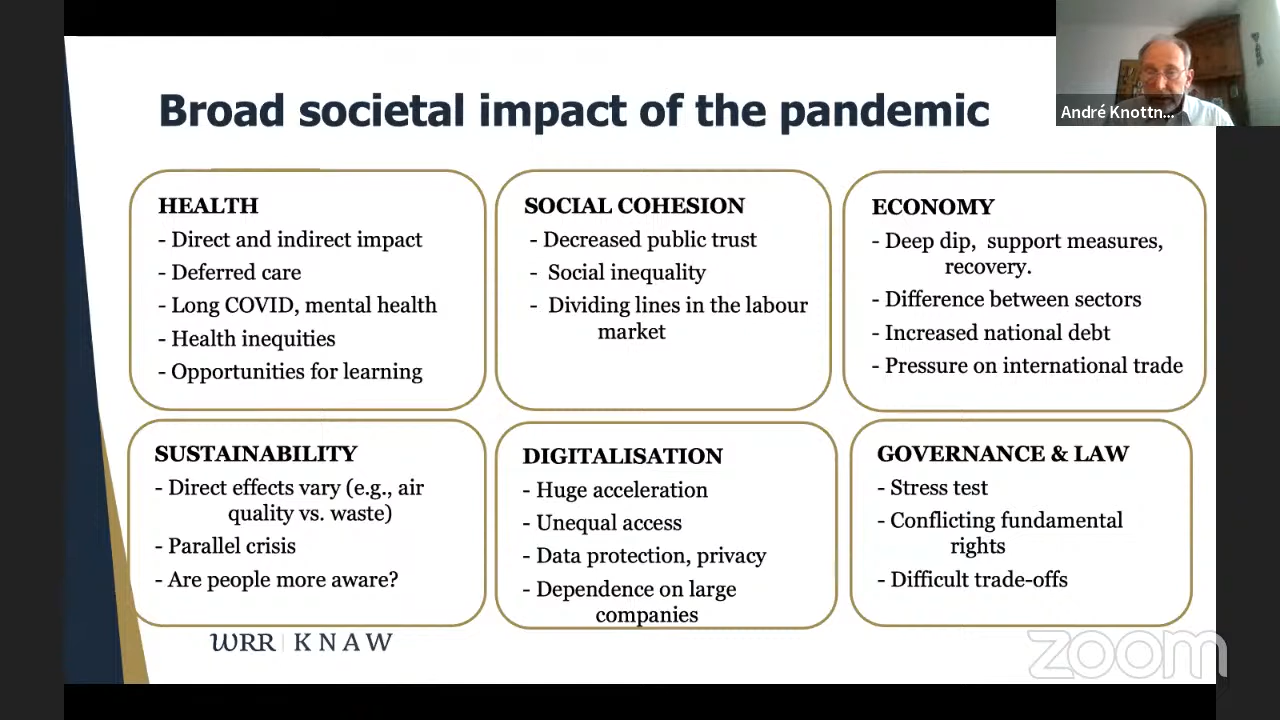 Broad societal impact of the pandemic
André Knottn...
HEALTH
- Direct and indirect impact
- Deferred care
- Long COVID, mental health
- Health inequities
- Opportunities for learning
SOCIAL COHESION
- Decreased public trust
- Social inequality
- Dividing lines in the labour
market
ECONOMY
- Deep dip, support measures,
recovery.
- Difference between sectors
- Increased national debt
- Pressure on international trade
SUSTAINABILITY
- Direct effects vary (e.g., air
quality vs. waste)
- Parallel crisis
- Are people more aware?
DIGITALISATION
- Huge acceleration
- Unequal access
- Data protection, privacy
- Dependence on large
companies
GOVERNANCE & LAW
- Stress test
- Conflicting fundamental
rights
- Difficult trade-offs
WRR | KNAW
zoom